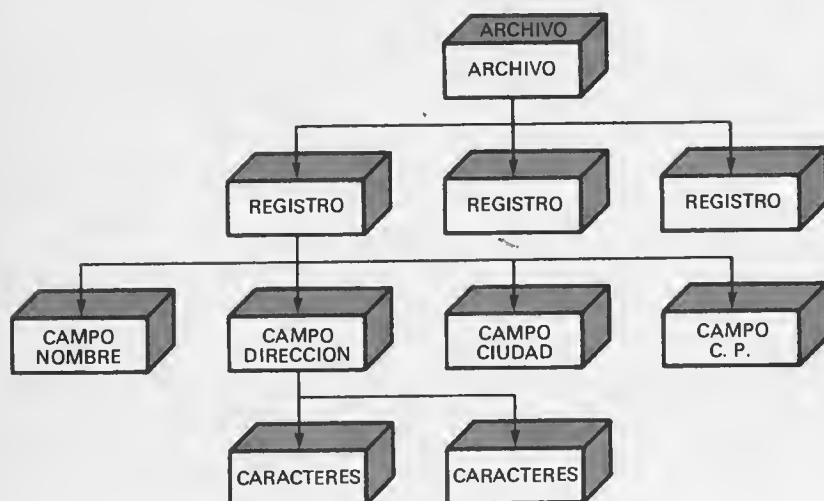 ARCHIVO
ARCHIVO
REGISTRO
REGISTRO
REGISTRO
CAMPO
NOMBRE
CAMPO
DIRECCION
CAMPO
CIUDAD
CAMPO
C. P.
CARACTERES
CARACTERES